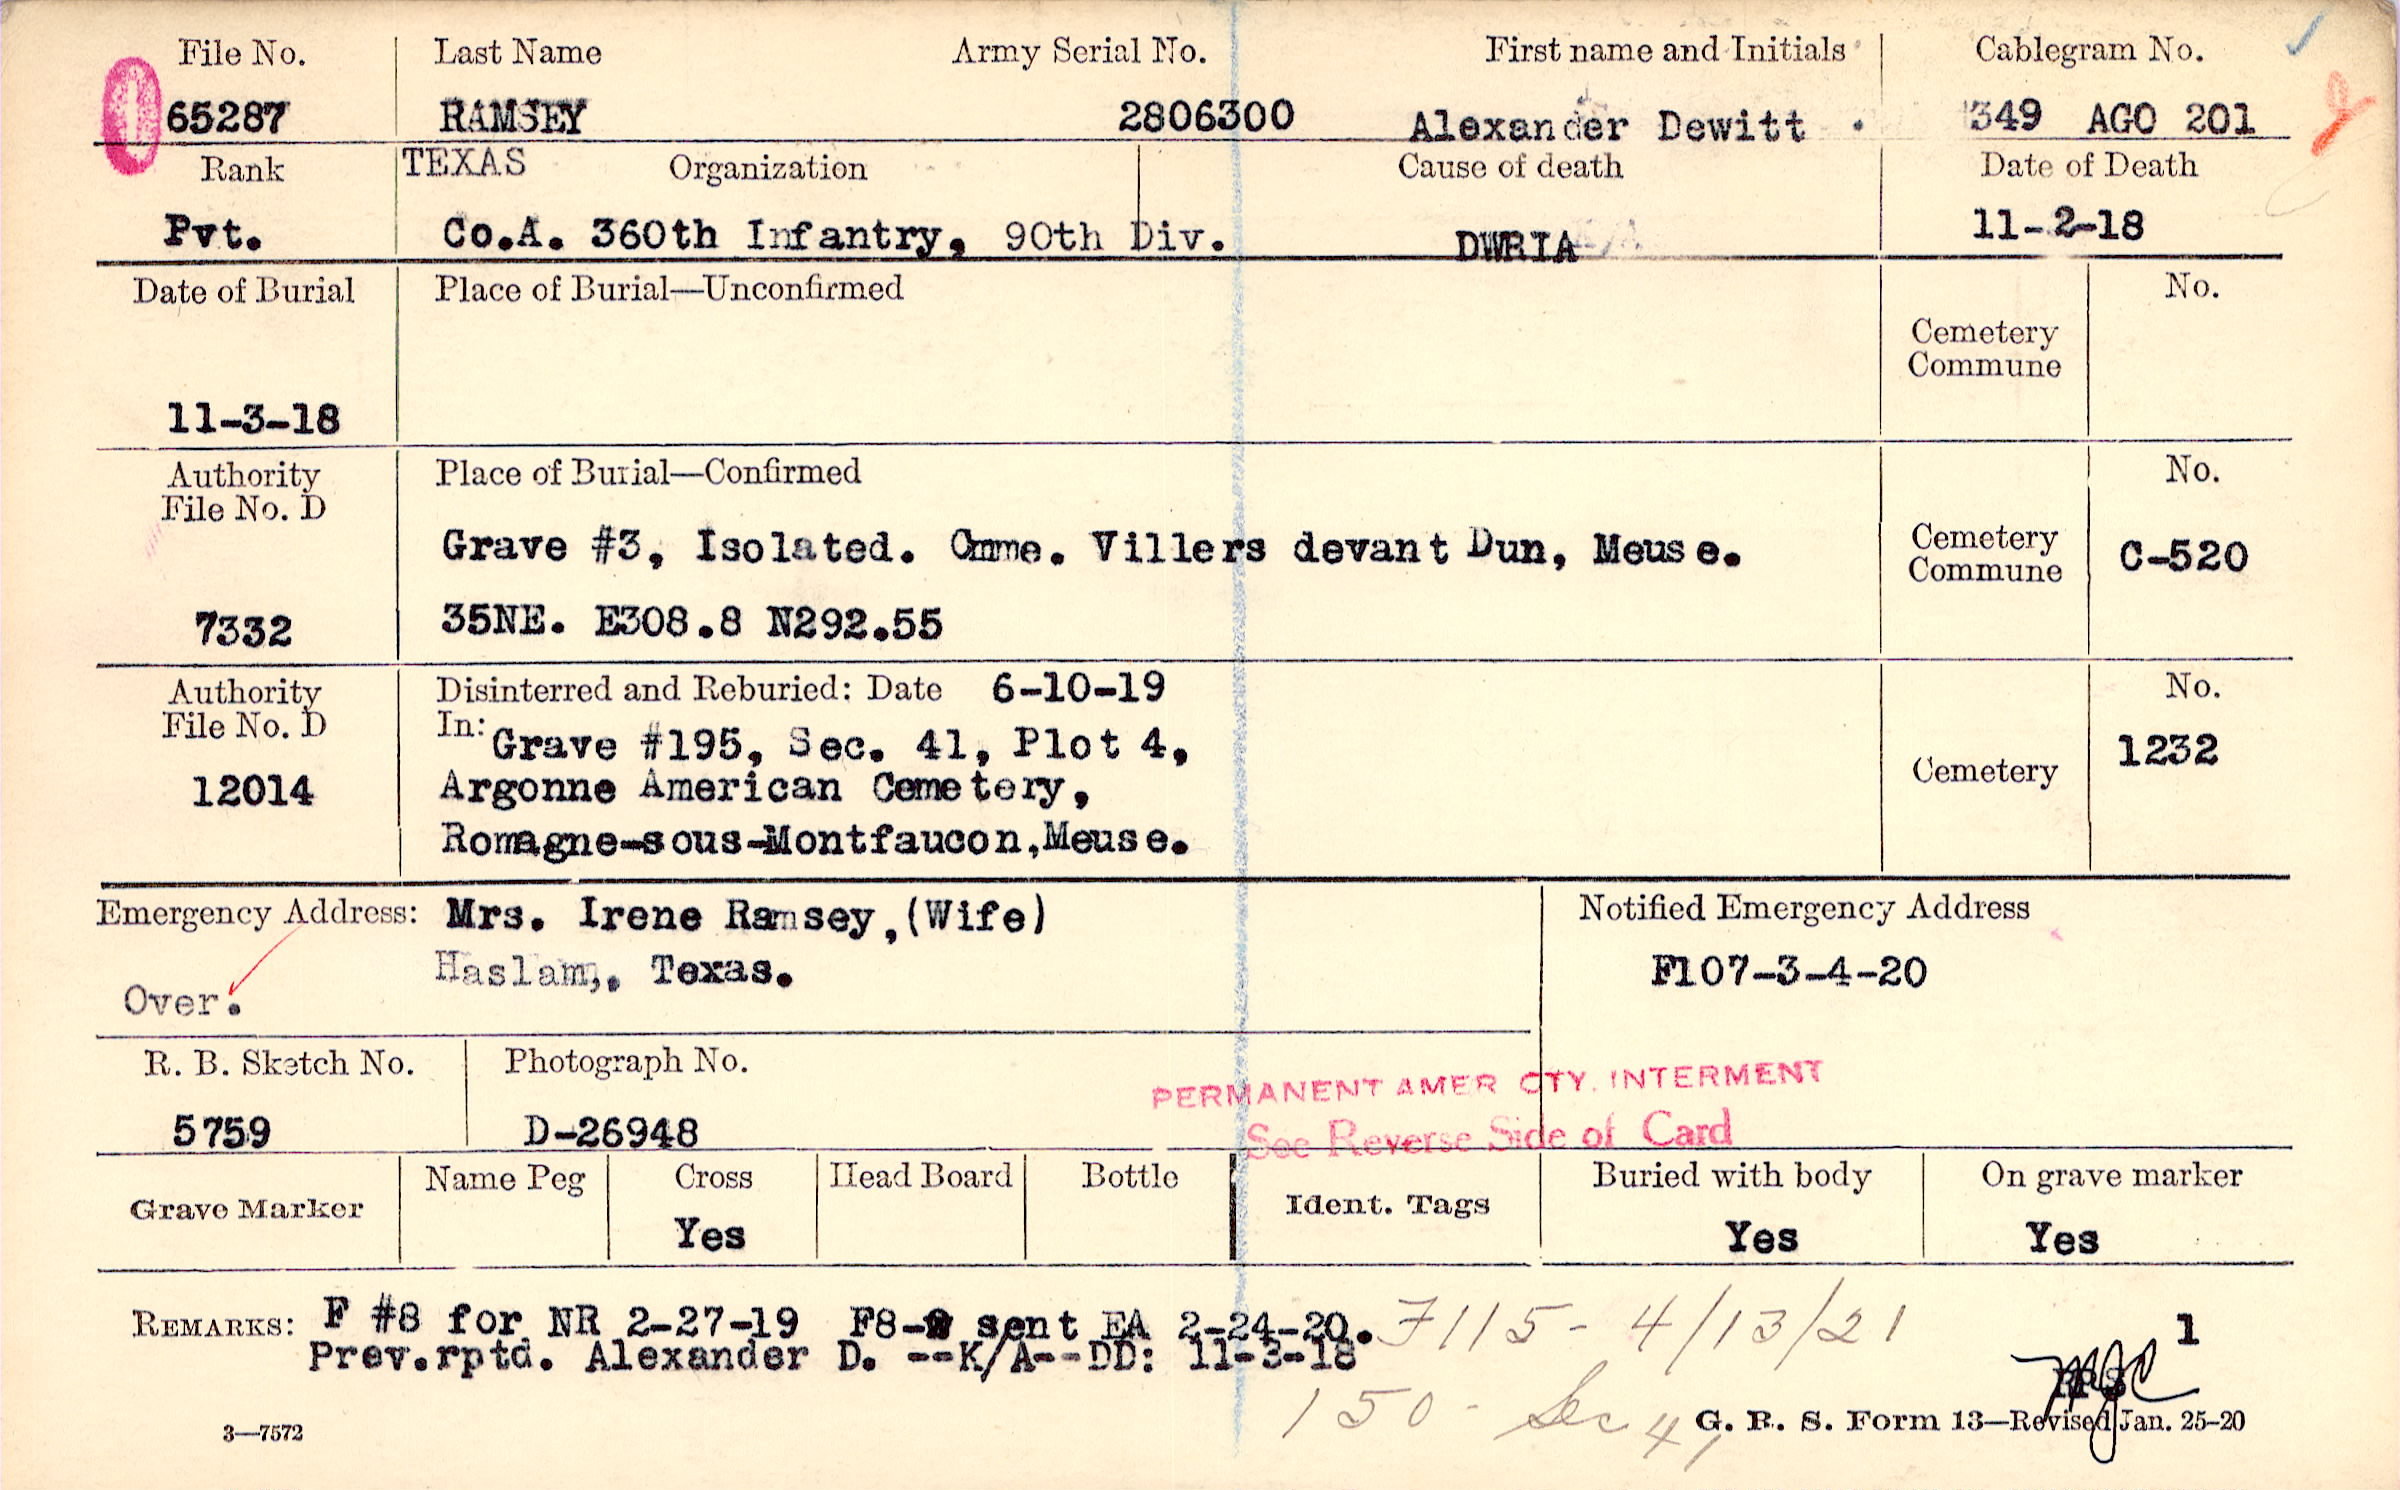 File No. Last Name Army Serial No. First name and Initials Cablegram No.
65287 RAMSEY 2806300 Alexander Dewitt 349 AGO 201
Rank TEXAS Organization Cause of death Date of Death
Pvt. Co.A. 360th Infantry, 90th Div. DWRIA 11-2-18
Date of Burial Place of Burial—Unconfirmed No.
Cemetery
Commune
11-3-18
Authority Place of Burial—Confirmed No.
File No. D
Grave #3, Isolated. Cmme. Villers devant Dun, Meuse. Cemetery
Commune C-520
7332 35NE. E308.8 N292.55
Authority Disinterred and Reburied: Date 6-10-19 No.
File No. D In: Grave #195, Sec. 41, Plot 4, 1232
12014 Argonne American Cemetery, Cemetery
Romagne-sous-Montfaucon,Meuse.
Emergency Address: Mrs. Irene Ramsey,(Wife) Notified Emergency Address
Haslam,. Texas. F107-3-4-20
Over.
R. B. Sketch No. Photograph No. PERMANENT AMER CTY. INTERMENT
5759 D-26948 See Reverse Side of Card
Grave Marker Name Peg Cross Head Board Bottle Ident. Tags Buried with body On grave marker
Yes Yes Yes
REMARKS: F #8 for NR 2-27-19 F8- sent EA 2-24-20. F115- 4/13/21 1
Prev.rptd. Alexander D. --K/A--DD: 11-3-18
150 - Sec 41
3—7572 G. R. S. Form 13—Revised Jan. 25-20